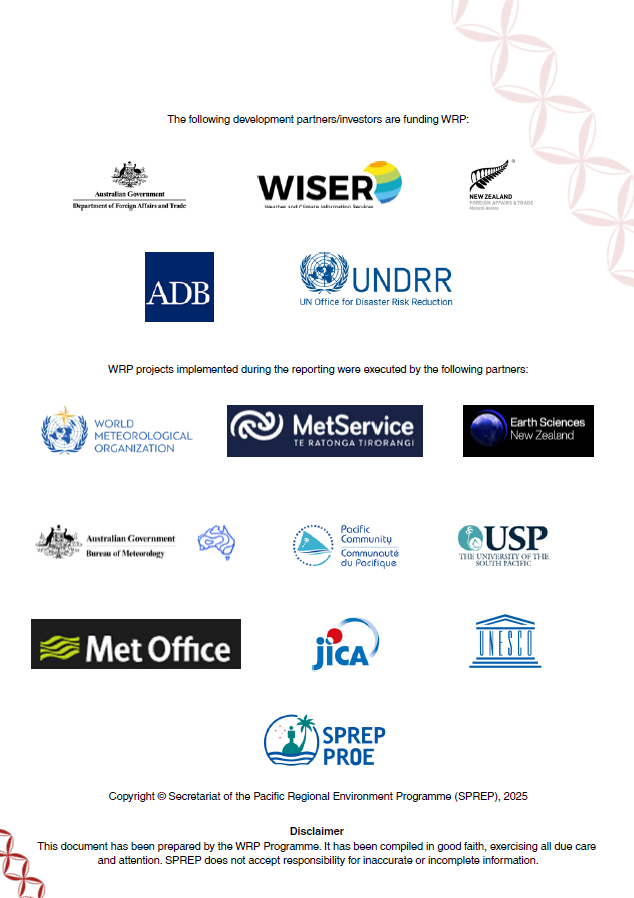 The following development partners/investors are funding WRP:
Australian Government
Department of Foreign Affairs and Trade
WISER
Weather and Climate Information Services
NEW ZEALAND
FOREIGN AFFAIRS & TRADE
Manatū Aorere
ADB
UNDRR
UN Office for Disaster Risk Reduction
WRP projects implemented during the reporting were executed by the following partners:
WORLD
METEOROLOGICAL
ORGANIZATION
MetService
TE RATONGA TIRORANGI
Earth Sciences
New Zealand
Australian Government
Bureau of Meteorology
Pacific
Community
Communauté
du Pacifique
USP
THE UNIVERSITY OF THE
SOUTH PACIFIC
Met Office
jICA
UNESCO
SPREP
PROE
Copyright © Secretariat of the Pacific Regional Environment Programme (SPREP), 2025
Disclaimer
This document has been prepared by the WRP Programme. It has been compiled in good faith, exercising all due care
and attention. SPREP does not accept responsibility for inaccurate or incomplete information.